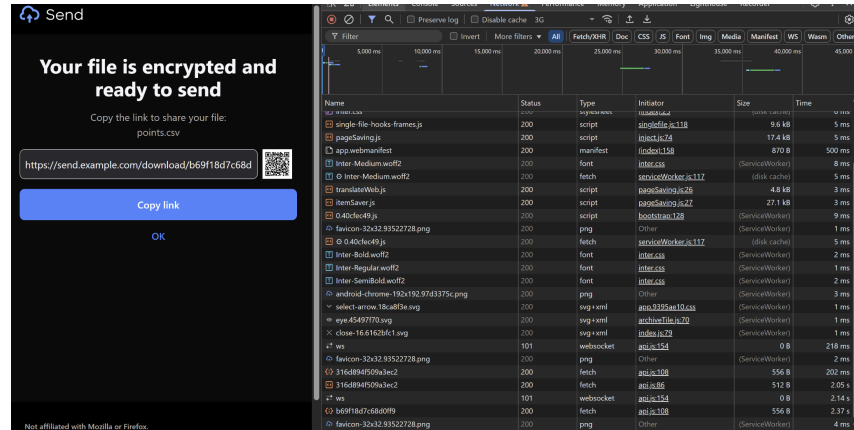 Send
Your file is encrypted and
ready to send
Copy the link to share your file:
points.csv
https://send.example.com/download/b69f18d7c68d
Copy link
OK
Not affiliated with Mozilla or Firefox.
Preserve log Disable cache 3G
Filter Invert More filters ▼ All Fetch/XHR Doc CSS JS Font Img Media Manifest WS Wasm Other
5,000 ms 10,000 ms 15,000 ms 20,000 ms 25,000 ms 30,000 ms 35,000 ms 40,000 ms 45,000
Name Status Type Initiator Size Time
single-file-hooks-frames.js 200 script singlefile.js:118 9.6 kB 5 ms
pageSaving.js 200 script inject.js:74 17.4 kB 5 ms
app.webmanifest 200 manifest (index):158 870 B 500 ms
Inter-Medium.woff2 200 font inter.css (ServiceWorker) 8 ms
Inter-Medium.woff2 200 fetch serviceWorker.js:117 (disk cache) 5 ms
translateWeb.js 200 script pageSaving.js:26 4.8 kB 3 ms
itemSaver.js 200 script pageSaving.js:27 27.1 kB 3 ms
0.40cfec49.js 200 script bootstrap:128 (ServiceWorker) 9 ms
favicon-32x32.93522728.png 200 png Other (ServiceWorker) 1 ms
0.40cfec49.js 200 fetch serviceWorker.js:117 (disk cache) 5 ms
Inter-Bold.woff2 200 font inter.css (ServiceWorker) 2 ms
Inter-Regular.woff2 200 font inter.css (ServiceWorker) 1 ms
Inter-SemiBold.woff2 200 font inter.css (ServiceWorker) 2 ms
android-chrome-192x192.97d3375c.png 200 png Other (ServiceWorker) 3 ms
select-arrow.18ca8f3e.svg 200 svg+xml app.9395ae10.css (ServiceWorker) 1 ms
eye.45497f70.svg 200 svg+xml archiveTile.js:70 (ServiceWorker) 1 ms
close-16.6162bfc1.svg 200 svg+xml index.js:79 (ServiceWorker) 1 ms
ws 101 websocket api.js:154 0 B 218 ms
favicon-32x32.93522728.png 200 png Other (ServiceWorker) 2 ms
316d894f509a3ec2 200 fetch api.js:108 556 B 202 ms
316d894f509a3ec2 200 fetch api.js:86 512 B 2.05 s
ws 101 websocket api.js:154 0 B 2.14 s
b69f18d7c68d0ff9 200 fetch api.js:108 556 B 2.37 s
favicon-32x32.93522728.png 200 png Other (ServiceWorker) 4 ms